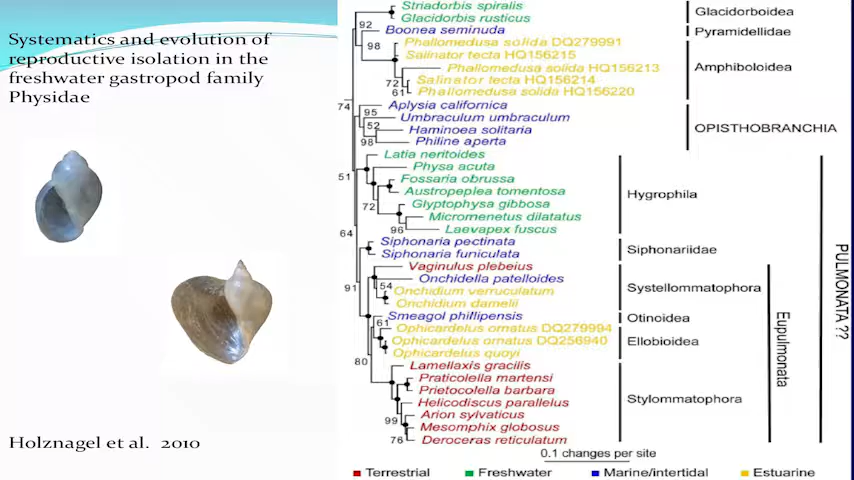 Systematics and evolution of
reproductive isolation in the
freshwater gastropod family
Physidae
Holznagel et al. 2010
Striadorbis spiralis
Glacidorbis rusticus
Glacidorboidea
92
Boonea seminuda
Pyramidellidae
98
Phallomedusa solida DQ279991
Salinator tecta HQ156215
Phallomedusa solida HQ156213
Amphiboloidea
72
Salinator tecta HQ156214
61
Phallomedusa solida HQ156220
74
Aplysia californica
95
Umbraculum umbraculum
52
Haminoea solitaria
OPISTHOBRANCHIA
98
Philine aperta
Latia neritoides
Physa acuta
51
Fossaria obrussa
Austropeplea tomentosa
Hygrophila
72
Glyptophysa gibbosa
Micromenetus dilatatus
96
Laevapex fuscus
64
Siphonaria pectinata
Siphonaria funiculata
Siphonariidae
Vaginulus plebeius
Onchidella patelloides
91
54
Onchidium verruculatum
Systellommatophora
Onchidium damelii
Smeagol phillipensis
Otinoidea
61
Ophicardelus ornatus DQ279994
Ophicardelus ornatus DQ256940
Ellobioidea
Ophicardelus quoyi
80
Lamellaxis gracilis
Praticolella martensi
Prietocolella barbara
Helicodiscus parallelus
Stylommatophora
Arion sylvaticus
99
Mesomphix globosus
76
Deroceras reticulatum
Eupulmonata
PULMONATA ??
0.1 changes per site
Terrestrial Freshwater Marine/intertidal Estuarine